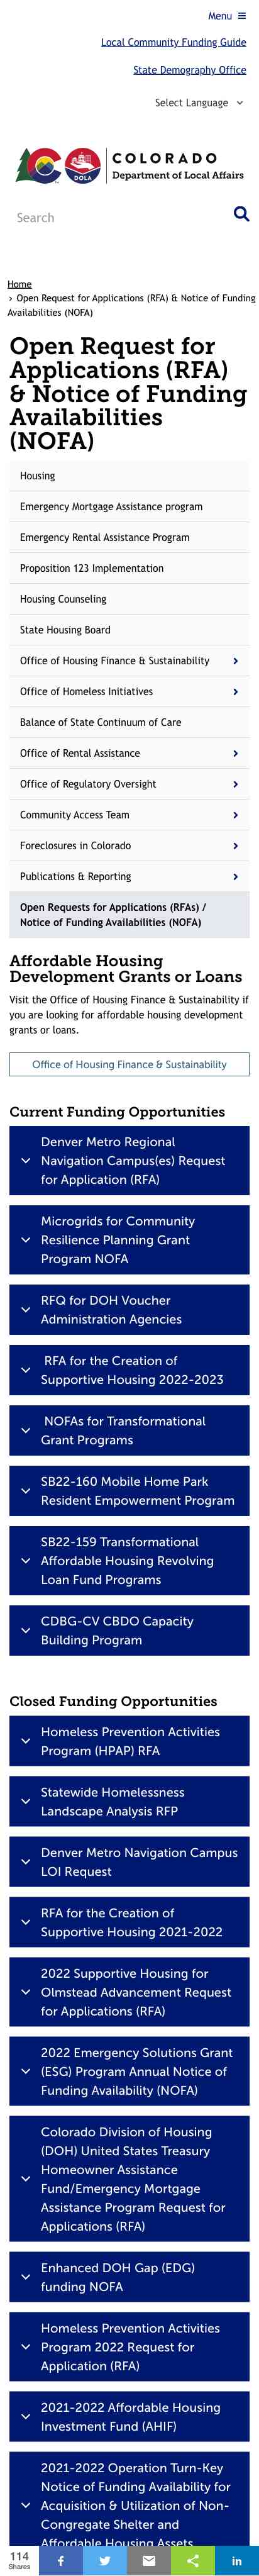 Menu
Local Community Funding Guide
State Demography Office
Select Language
DOLA
COLORADO
Department of Local Affairs
Search
Home
› Open Request for Applications (RFA) & Notice of Funding
Availabilities (NOFA)
Open Request for
Applications (RFA)
& Notice of Funding
Availabilities
(NOFA)
Housing
Emergency Mortgage Assistance program
Emergency Rental Assistance Program
Proposition 123 Implementation
Housing Counseling
State Housing Board
Office of Housing Finance & Sustainability
Office of Homeless Initiatives
Balance of State Continuum of Care
Office of Rental Assistance
Office of Regulatory Oversight
Community Access Team
Foreclosures in Colorado
Publications & Reporting
Open Requests for Applications (RFAs) /
Notice of Funding Availabilities (NOFA)
Affordable Housing
Development Grants or Loans
Visit the Office of Housing Finance & Sustainability if
you are looking for affordable housing development
grants or loans.
Office of Housing Finance & Sustainability
Current Funding Opportunities
Denver Metro Regional
Navigation Campus(es) Request
for Application (RFA)
Microgrids for Community
Resilience Planning Grant
Program NOFA
RFQ for DOH Voucher
Administration Agencies
RFA for the Creation of
Supportive Housing 2022-2023
NOFAs for Transformational
Grant Programs
SB22-160 Mobile Home Park
Resident Empowerment Program
SB22-159 Transformational
Affordable Housing Revolving
Loan Fund Programs
CDBG-CV CBDO Capacity
Building Program
Closed Funding Opportunities
Homeless Prevention Activities
Program (HPAP) RFA
Statewide Homelessness
Landscape Analysis RFP
Denver Metro Navigation Campus
LOI Request
RFA for the Creation of
Supportive Housing 2021-2022
2022 Supportive Housing for
Olmstead Advancement Request
for Applications (RFA)
2022 Emergency Solutions Grant
(ESG) Program Annual Notice of
Funding Availability (NOFA)
Colorado Division of Housing
(DOH) United States Treasury
Homeowner Assistance
Fund/Emergency Mortgage
Assistance Program Request for
Applications (RFA)
Enhanced DOH Gap (EDG)
funding NOFA
Homeless Prevention Activities
Program 2022 Request for
Application (RFA)
2021-2022 Affordable Housing
Investment Fund (AHIF)
2021-2022 Operation Turn-Key
Notice of Funding Availability for
Acquisition & Utilization of Non-
Congregate Shelter and
Affordable Housing Assets
114
Shares